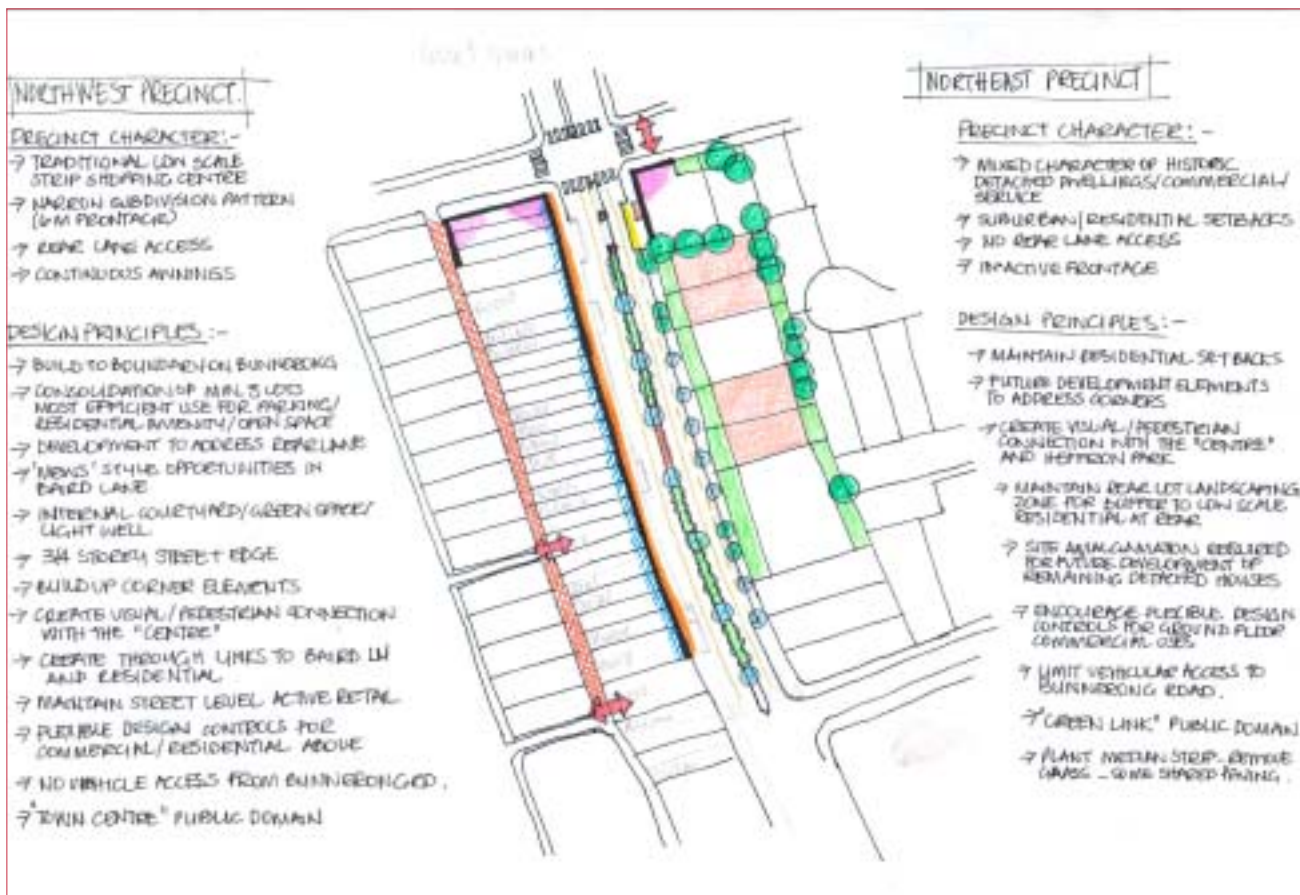 NORTHWEST PRECINCT.
PRECINCT CHARACTER:-
→ TRADITIONAL LOW SCALE
STRIP SHOPPING CENTRE
→ NARROW SUBDIVISION PATTERN
(6M FRONTAGE)
→ REAR LANE ACCESS
→ CONTINUOUS AWNINGS
DESIGN PRINCIPLES:-
→ BUILD TO BOUNDARY ON BUNNERONG
→ CONSOLIDATION OF MIN. 3 LOTS
MOST EFFICIENT USE FOR PARKING/
RESIDENTIAL AMENITY/OPEN SPACE
→ DEVELOPMENT TO ADDRESS REAR LANE
→ 'MEWS' STYLE OPPORTUNITIES IN
BAIRD LANE
→ INTERNAL COURTYARD/GREEN SPACE/
LIGHT WELL
→ 3/4 STOREY STREET EDGE
→ BUILD UP CORNER ELEMENTS
→ CREATE VISUAL/PEDESTRIAN CONNECTION
WITH THE "CENTRE"
→ CREATE THROUGH LINKS TO BAIRD LN
AND RESIDENTIAL
→ MAINTAIN STREET LEVEL ACTIVE RETAIL
→ FLEXIBLE DESIGN CONTROLS FOR
COMMERCIAL/RESIDENTIAL ABOVE
→ NO VEHICLE ACCESS FROM BUNNERONG RD.
→ "TOWN CENTRE" PUBLIC DOMAIN
NORTHEAST PRECINCT
PRECINCT CHARACTER:-
→ MIXED CHARACTER OF HISTORIC
DETACHED DWELLINGS/COMMERCIAL/
SERVICE
→ SUBURBAN/RESIDENTIAL SETBACKS
→ NO REAR LANE ACCESS
→ INACTIVE FRONTAGE
DESIGN PRINCIPLES:-
→ MAINTAIN RESIDENTIAL SETBACKS
→ FUTURE DEVELOPMENT ELEMENTS
TO ADDRESS CORNERS
→ CREATE VISUAL/PEDESTRIAN
CONNECTION WITH THE "CENTRE"
AND HEFFRON PARK
→ MAINTAIN REAR LOT LANDSCAPING
ZONE FOR BUFFER TO LOW SCALE
RESIDENTIAL AT REAR
→ SITE AMALGAMATION REQUIRED
FOR FUTURE DEVELOPMENT OF
REMAINING DETACHED HOUSES
→ ENCOURAGE FLEXIBLE DESIGN
CONTROLS FOR GROUND FLOOR
COMMERCIAL USES
→ LIMIT VEHICULAR ACCESS TO
BUNNERONG ROAD.
→ "GREEN LINK" PUBLIC DOMAIN
→ PLANT MEDIAN STRIP - REMOVE
GRASS - SOME SHARED PAVING.